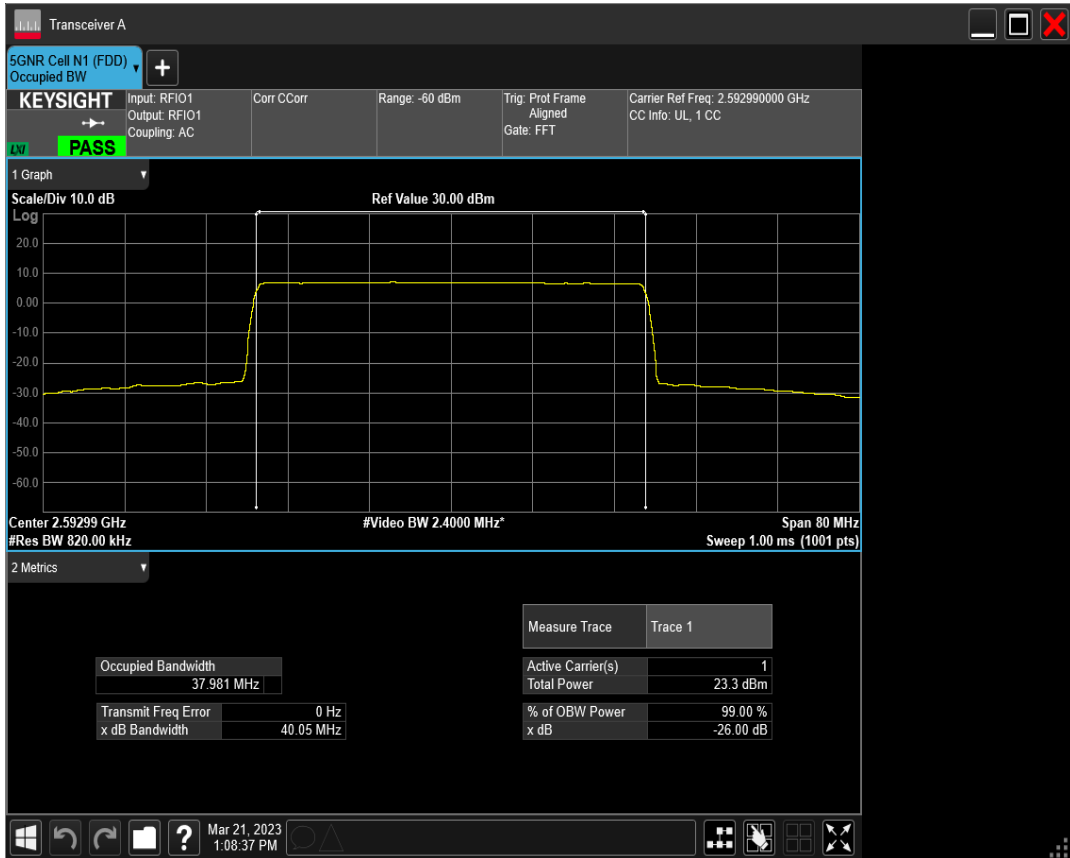 Transceiver A
5GNR Cell N1 (FDD)
Occupied BW
+
KEYSIGHT
LXI
PASS
Input: RFIO1
Output: RFIO1
Coupling: AC
Corr CCorr
Range: -60 dBm
Trig: Prot Frame
Aligned
Gate: FFT
Carrier Ref Freq: 2.592990000 GHz
CC Info: UL, 1 CC
1 Graph
Scale/Div 10.0 dB
Ref Value 30.00 dBm
Log
20.0
10.0
0.00
-10.0
-20.0
-30.0
-40.0
-50.0
-60.0
Center 2.59299 GHz
#Video BW 2.4000 MHz*
Span 80 MHz
#Res BW 820.00 kHz
Sweep 1.00 ms (1001 pts)
2 Metrics
Measure Trace Trace 1
Occupied Bandwidth
37.981 MHz
Transmit Freq Error 0 Hz
x dB Bandwidth 40.05 MHz
Active Carrier(s) 1
Total Power 23.3 dBm
% of OBW Power 99.00 %
x dB -26.00 dB
?
Mar 21, 2023
1:08:37 PM